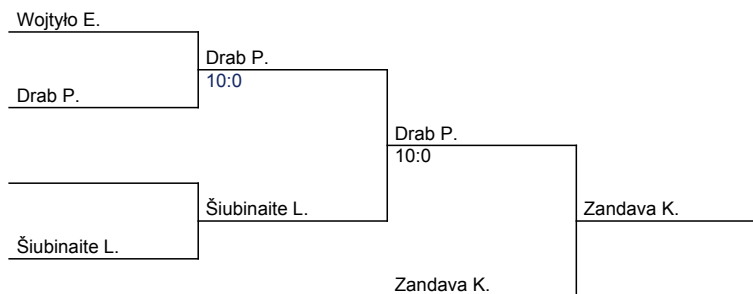 Wojtyło E.
Drab P.
10:0
Drab P.
Drab P.
10:0
Šiubinaite L.
Zandava K.
Šiubinaite L.
Zandava K.